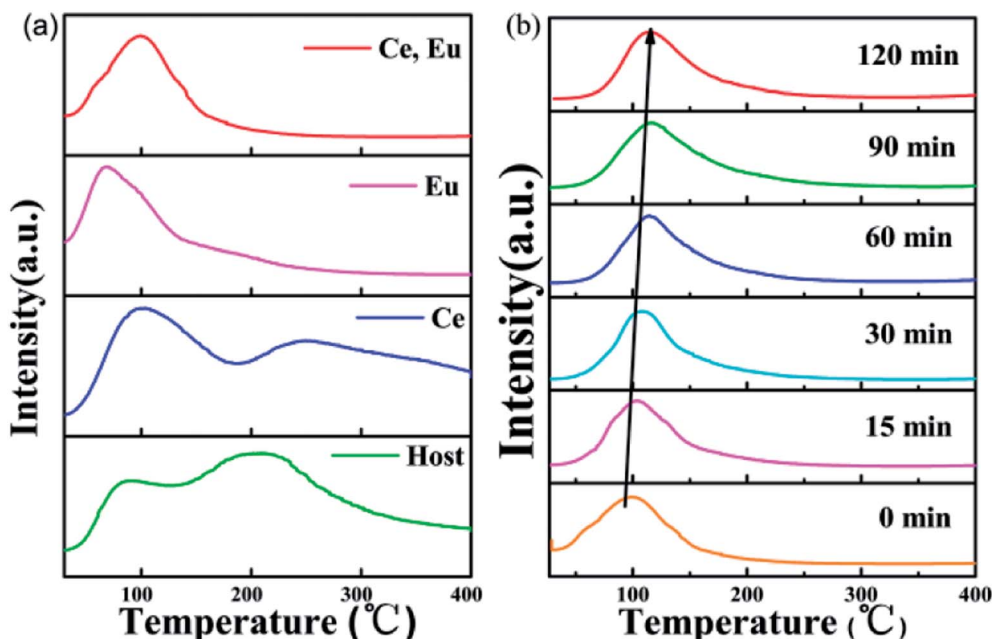 (a)
Ce, Eu
Eu
Ce
Host
Intensity(a.u.)
100
200
300
400
Temperature (℃)
(b)
120 min
90 min
60 min
30 min
15 min
0 min
Intensity(a.u.)
100
200
300
400
Temperature(℃)